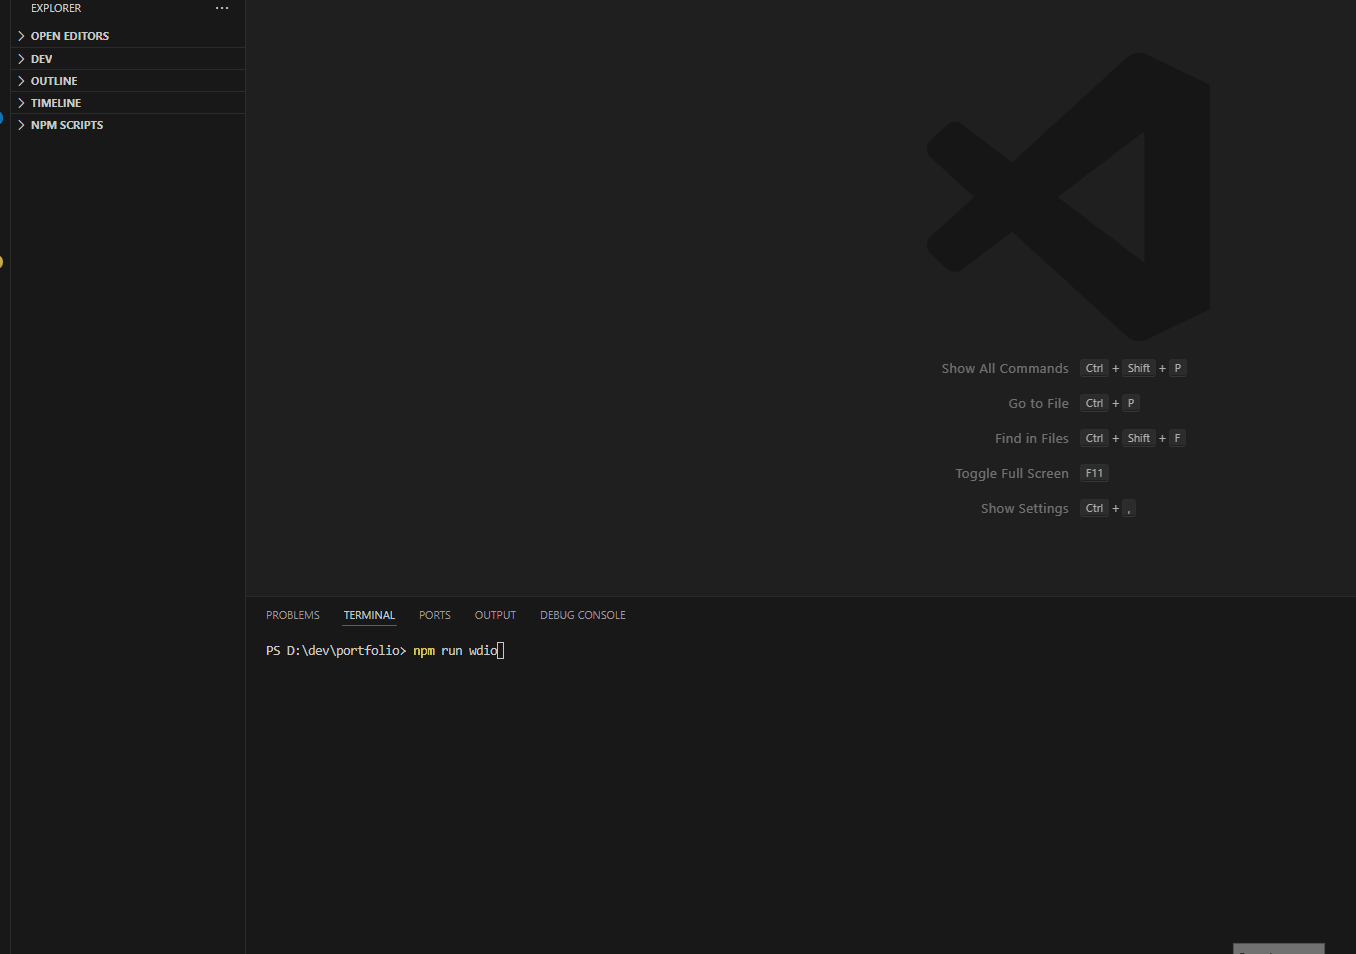 EXPLORER ...
OPEN EDITORS
DEV
OUTLINE
TIMELINE
NPM SCRIPTS
Show All Commands Ctrl + Shift + P
Go to File Ctrl + P
Find in Files Ctrl + Shift + F
Toggle Full Screen F11
Show Settings Ctrl + ,
PROBLEMS TERMINAL PORTS OUTPUT DEBUG CONSOLE
PS D:\dev\portfolio> npm run wdio